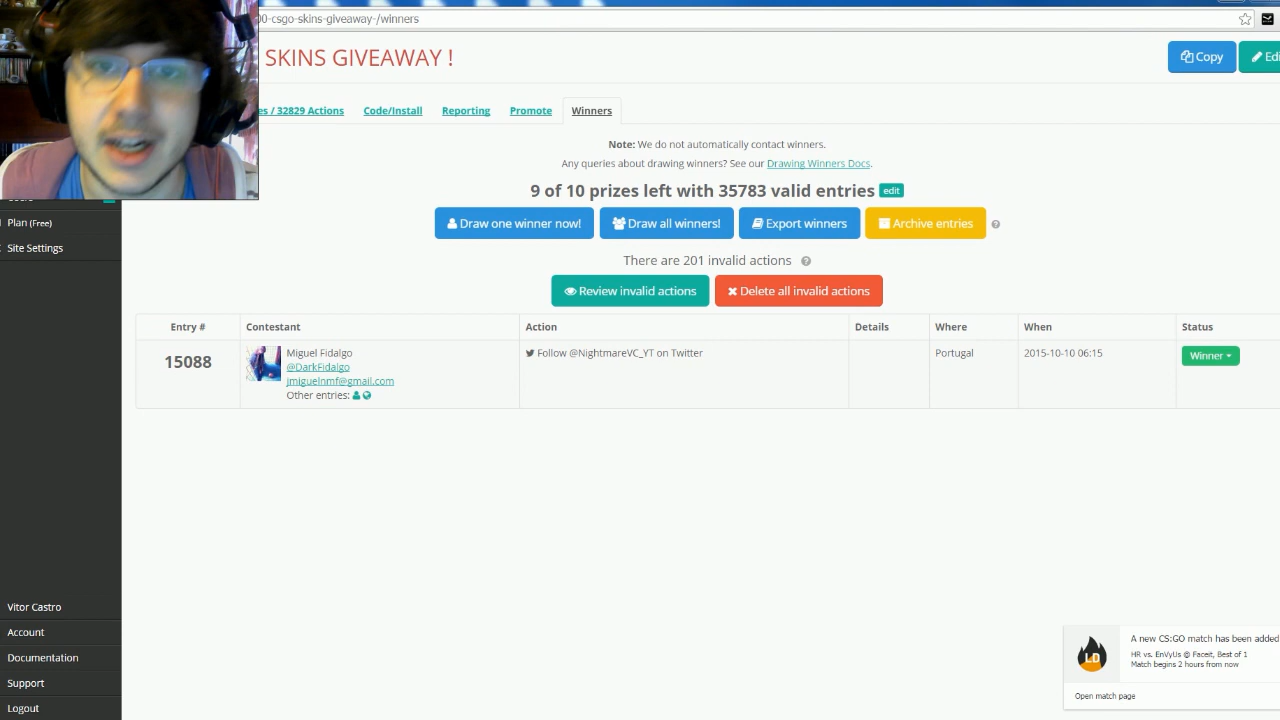 00-csgo-skins-giveaway-/winners
SKINS GIVEAWAY !
Copy
Edi
es / 32829 Actions
Code/Install
Reporting
Promote
Winners
Note: We do not automatically contact winners.
Any queries about drawing winners? See our Drawing Winners Docs.
9 of 10 prizes left with 35783 valid entries edit
Draw one winner now!
Draw all winners!
Export winners
Archive entries
There are 201 invalid actions
Review invalid actions
Delete all invalid actions
Plan (Free)
Site Settings
Entry #
Contestant
Action
Details
Where
When
Status
15088
Miguel Fidalgo
@DarkFidalgo
jmiguelnmf@gmail.com
Other entries:
Follow @NightmareVC_YT on Twitter
Portugal
2015-10-10 06:15
Winner
Vitor Castro
Account
Documentation
Support
Logout
LD
A new CS:GO match has been added
HR vs. EnVyUs @ Faceit, Best of 1
Match begins 2 hours from now
Open match page